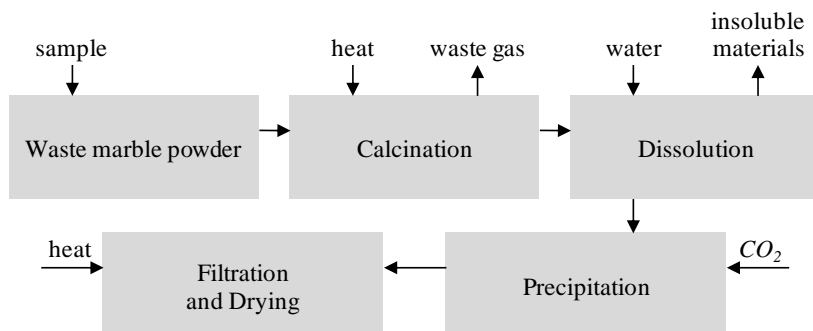 sample
heat
waste gas
water
insoluble
materials
Waste marble powder
Calcination
Dissolution
heat
Filtration
and Drying
Precipitation
CO₂